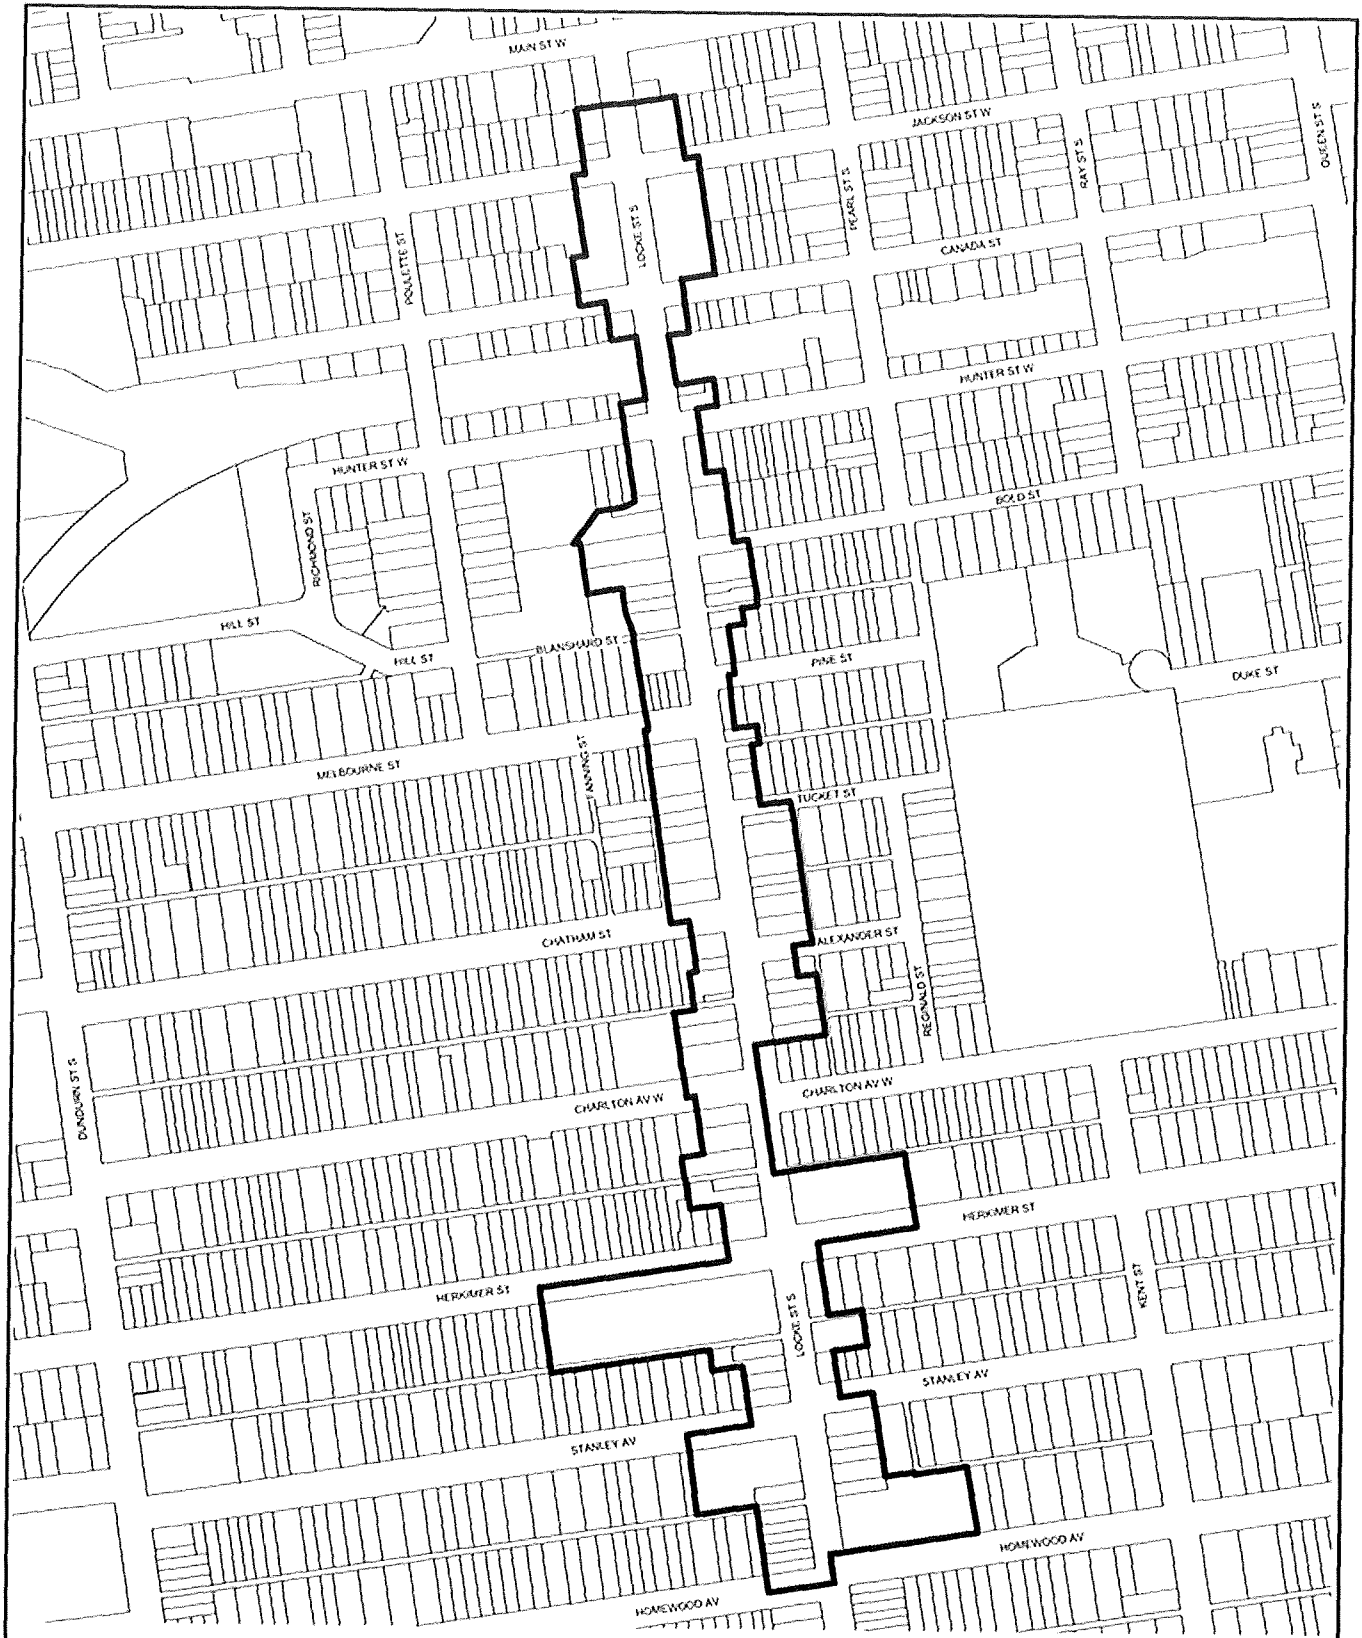 MAIN ST W
JACKSON ST W
QUEEN ST S
RAY ST S
PEARL ST S
LOCKE ST S
CANADA ST
POULETTE ST
HUNTER ST W
HUNTER ST W
BOLD ST
RICHMOND ST
HILL ST
HILL ST
BLANSHARD ST
PINE ST
DUKE ST
FANNING ST
MELBOURNE ST
TUCKET ST
CHATHAM ST
ALEXANDER ST
REGINALD ST
DUNDURN ST S
CHARLTON AV W
CHARLTON AV W
HERKIMER ST
KENT ST
HERKIMER ST
LOCKE ST S
STANLEY AV
STANLEY AV
HOMEWOOD AV
HOMEWOOD AV